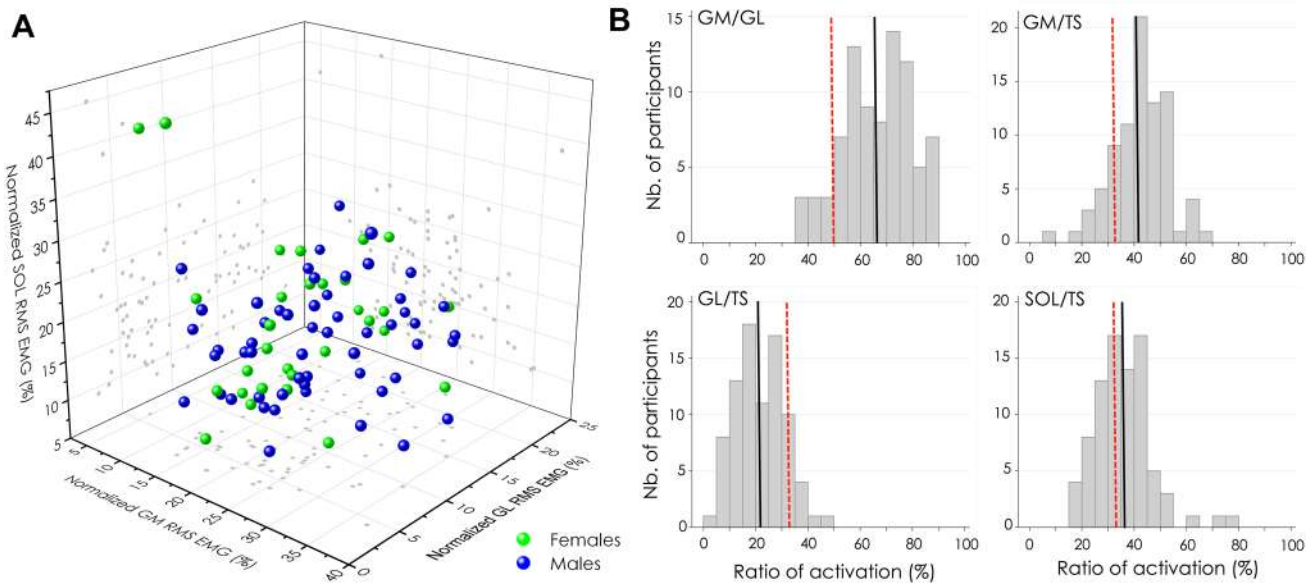 A
Normalized SOL RMS EMG (%)
45
40
35
30
25
20
15
10
5
Normalized GM RMS EMG (%)
5
10
15
20
25
30
35
40
Normalized GL RMS EMG (%)
0
5
10
15
20
25
Females
Males
B
GM/GL
Nb. of participants
15
10
5
0
0 20 40 60 80 100
GM/TS
20
15
10
5
0
0 20 40 60 80 100
GL/TS
Nb. of participants
20
15
10
5
0
0 20 40 60 80 100
Ratio of activation (%)
SOL/TS
20
15
10
5
0
0 20 40 60 80 100
Ratio of activation (%)